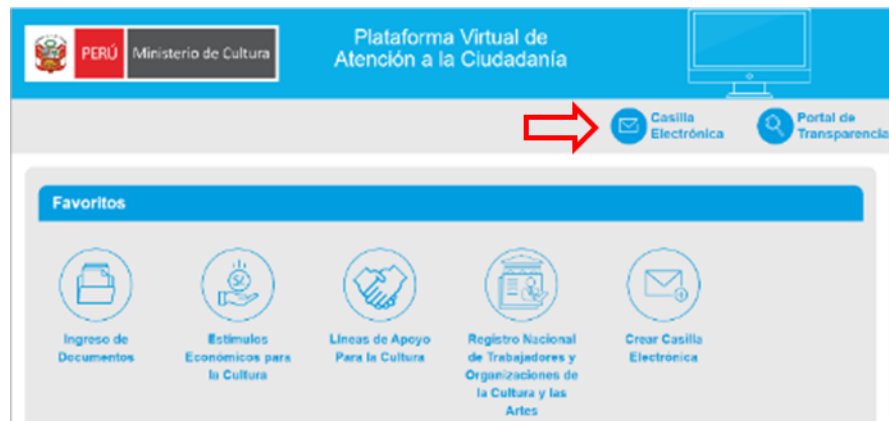 PERÚ Ministerio de Cultura
Plataforma Virtual de
Atención a la Ciudadanía
Casilla
Electrónica
Portal de
Transparencia
Favoritos
Ingreso de
Documentos
Estímulos
Económicos para
la Cultura
Líneas de Apoyo
Para la Cultura
Registro Nacional
de Trabajadores y
Organizaciones de
la Cultura y las
Artes
Crear Casilla
Electrónica